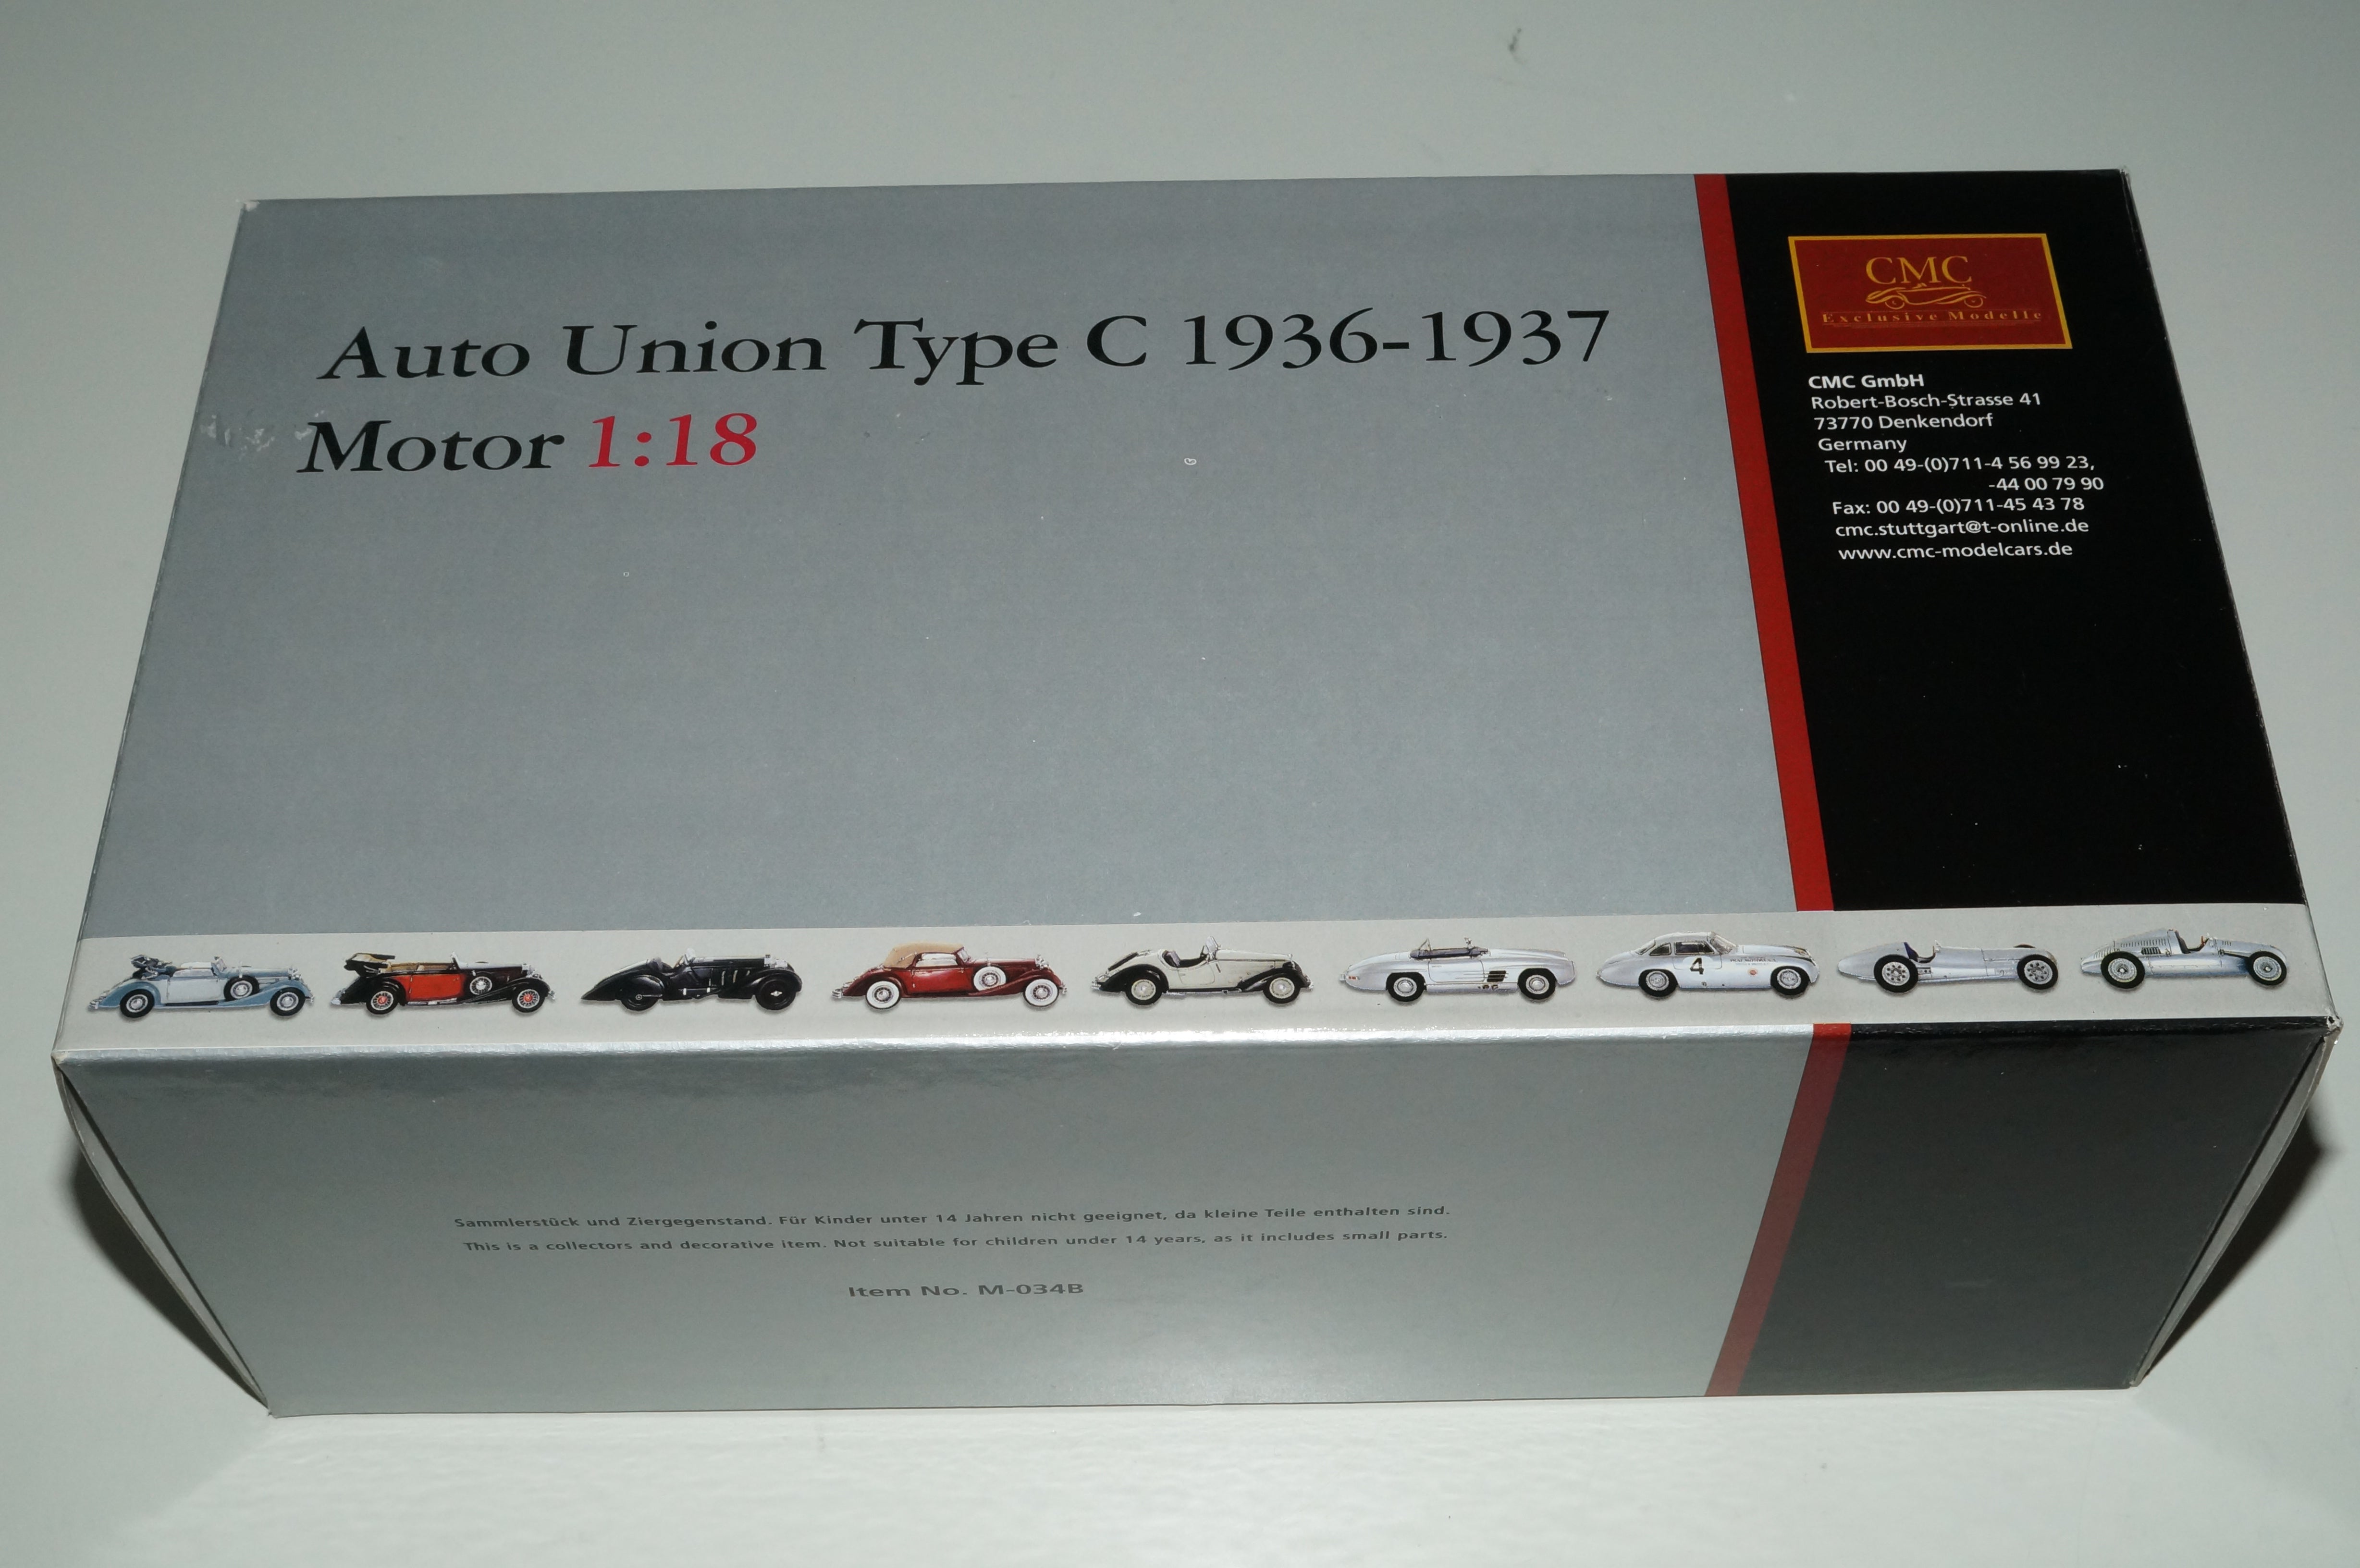 Auto Union Type C 1936-1937
Motor 1:18
CMC
Exclusive Modelle
CMC GmbH
Robert-Bosch-Strasse 41
73770 Denkendorf
Germany
Tel: 00 49-(0)711-4 56 99 23,
-44 00 79 90
Fax: 00 49-(0)711-45 43 78
cmc.stuttgart@t-online.de
www.cmc-modelcars.de
4
Sammlerstück und Ziergegenstand. Für Kinder unter 14 Jahren nicht geeignet, da kleine Teile enthalten sind.
This is a collectors and decorative item. Not suitable for children under 14 years, as it includes small parts.
Item No. M-034B